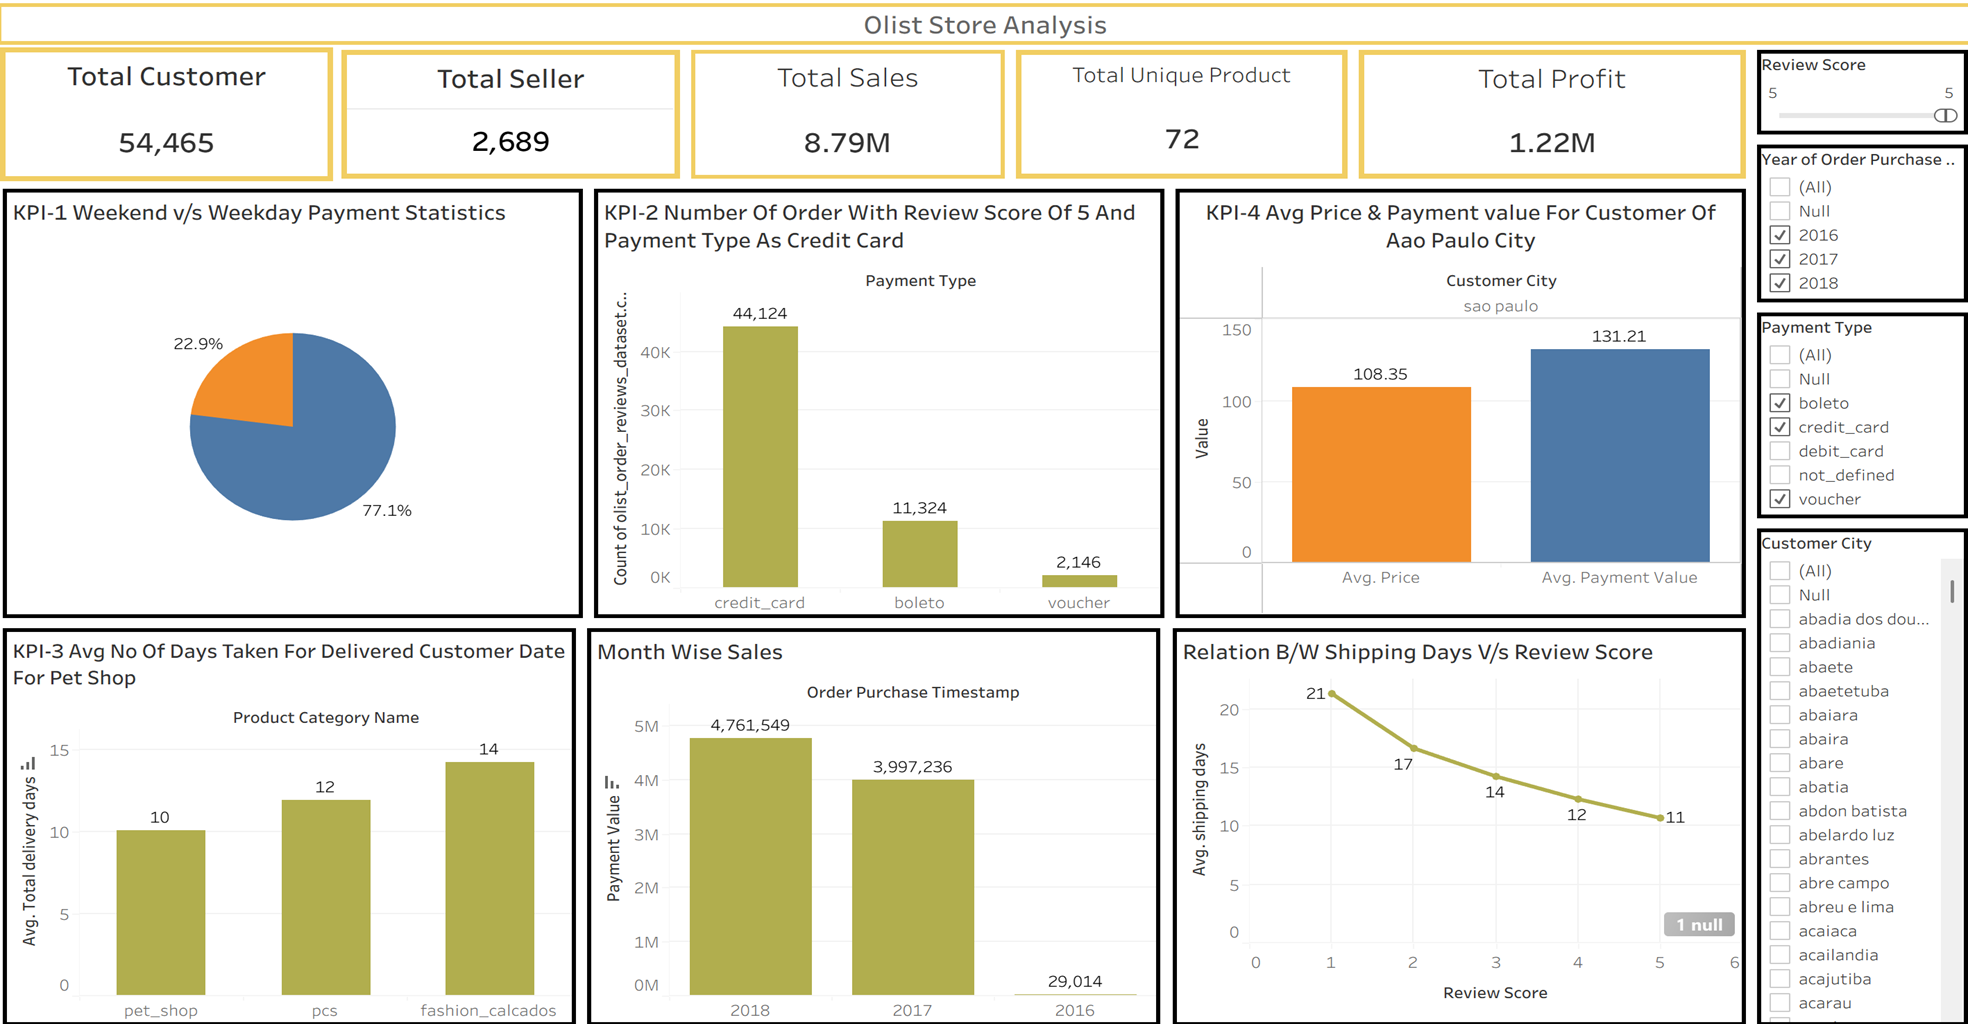 Olist Store Analysis
Total Customer
54,465
Total Seller
2,689
Total Sales
8.79M
Total Unique Product
72
Total Profit
1.22M
Review Score
5 5
Year of Order Purchase ..
(All)
Null
2016
2017
2018
Payment Type
(All)
Null
boleto
credit_card
debit_card
not_defined
voucher
Customer City
(All)
Null
abadia dos dou...
abadiania
abaete
abaetetuba
abaiara
abaira
abare
abatia
abdon batista
abelardo luz
abrantes
abre campo
abreu e lima
acaiaca
acailandia
acajutiba
acarau
KPI-1 Weekend v/s Weekday Payment Statistics
22.9%
77.1%
KPI-2 Number Of Order With Review Score Of 5 And
Payment Type As Credit Card
Payment Type
Count of olist_order_reviews_dataset.c..
40K
30K
20K
10K
0K
44,124
11,324
2,146
credit_card boleto voucher
KPI-4 Avg Price & Payment value For Customer Of
Aao Paulo City
Customer City
sao paulo
Value
150
100
50
0
108.35
131.21
Avg. Price Avg. Payment Value
KPI-3 Avg No Of Days Taken For Delivered Customer Date
For Pet Shop
Product Category Name
Avg. Total delivery days
15
10
5
0
10
12
14
pet_shop pcs fashion_calcados
Month Wise Sales
Order Purchase Timestamp
Payment Value
5M
4M
3M
2M
1M
0M
4,761,549
3,997,236
29,014
2018 2017 2016
Relation B/W Shipping Days V/s Review Score
Avg. shipping days
20
15
10
5
0
21
17
14
12
11
1 null
0 1 2 3 4 5 6
Review Score